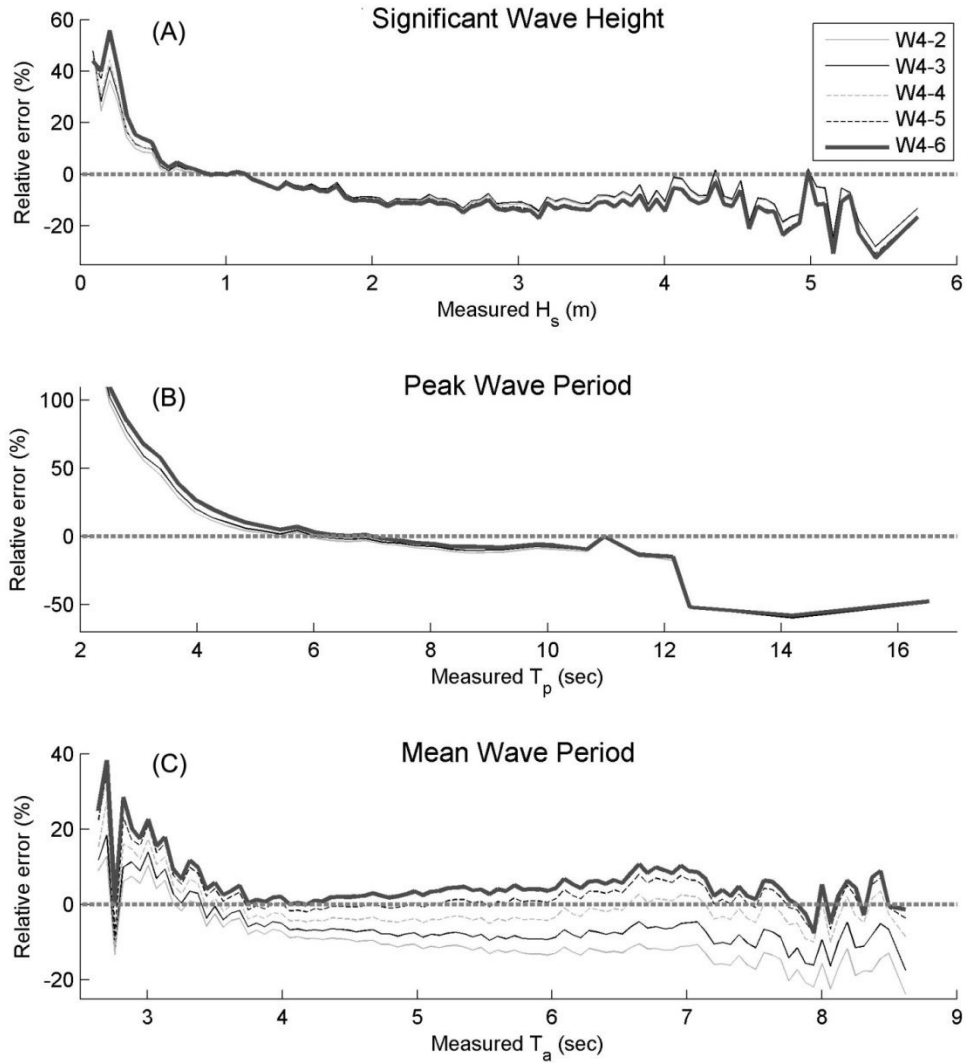 Significant Wave Height
(A)
60
40
20
0
-20
Relative error (%)
W4-2
W4-3
W4-4
W4-5
W4-6
0 1 2 3 4 5 6
Measured Hs (m)
Peak Wave Period
(B)
100
50
0
-50
Relative error (%)
2 4 6 8 10 12 14 16
Measured Tp (sec)
Mean Wave Period
(C)
40
20
0
-20
Relative error (%)
3 4 5 6 7 8 9
Measured Ta (sec)